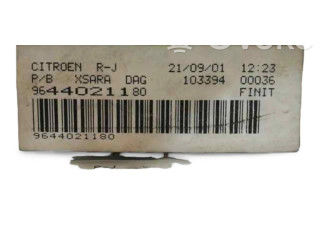 CITROEN R-J 21/09/01 12:23
P/B XSARA DAG 103394 00036
9644021180 FINIT
9644021180